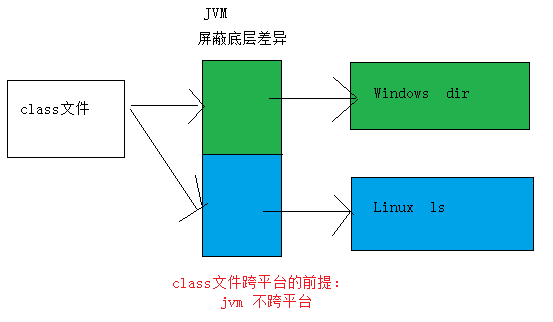 JVM
屏蔽底层差异
class文件
Windows dir
Linux ls
class文件跨平台的前提:
jvm 不跨平台